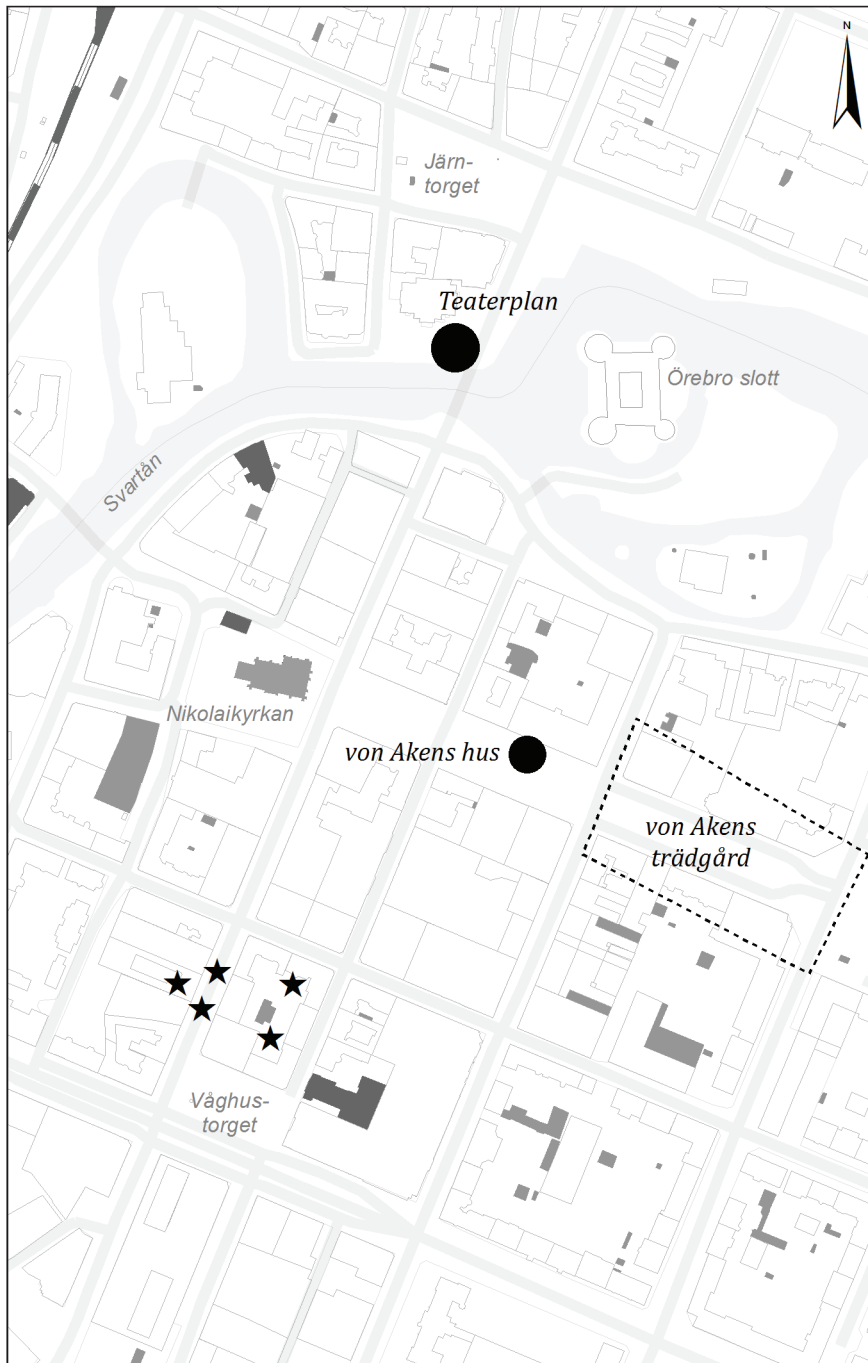 N
Järn-
torget
Teaterplan
Örebro slott
Svartån
Nikolaikyrkan
von Akens hus
von Akens
trädgård
Våghus-
torget